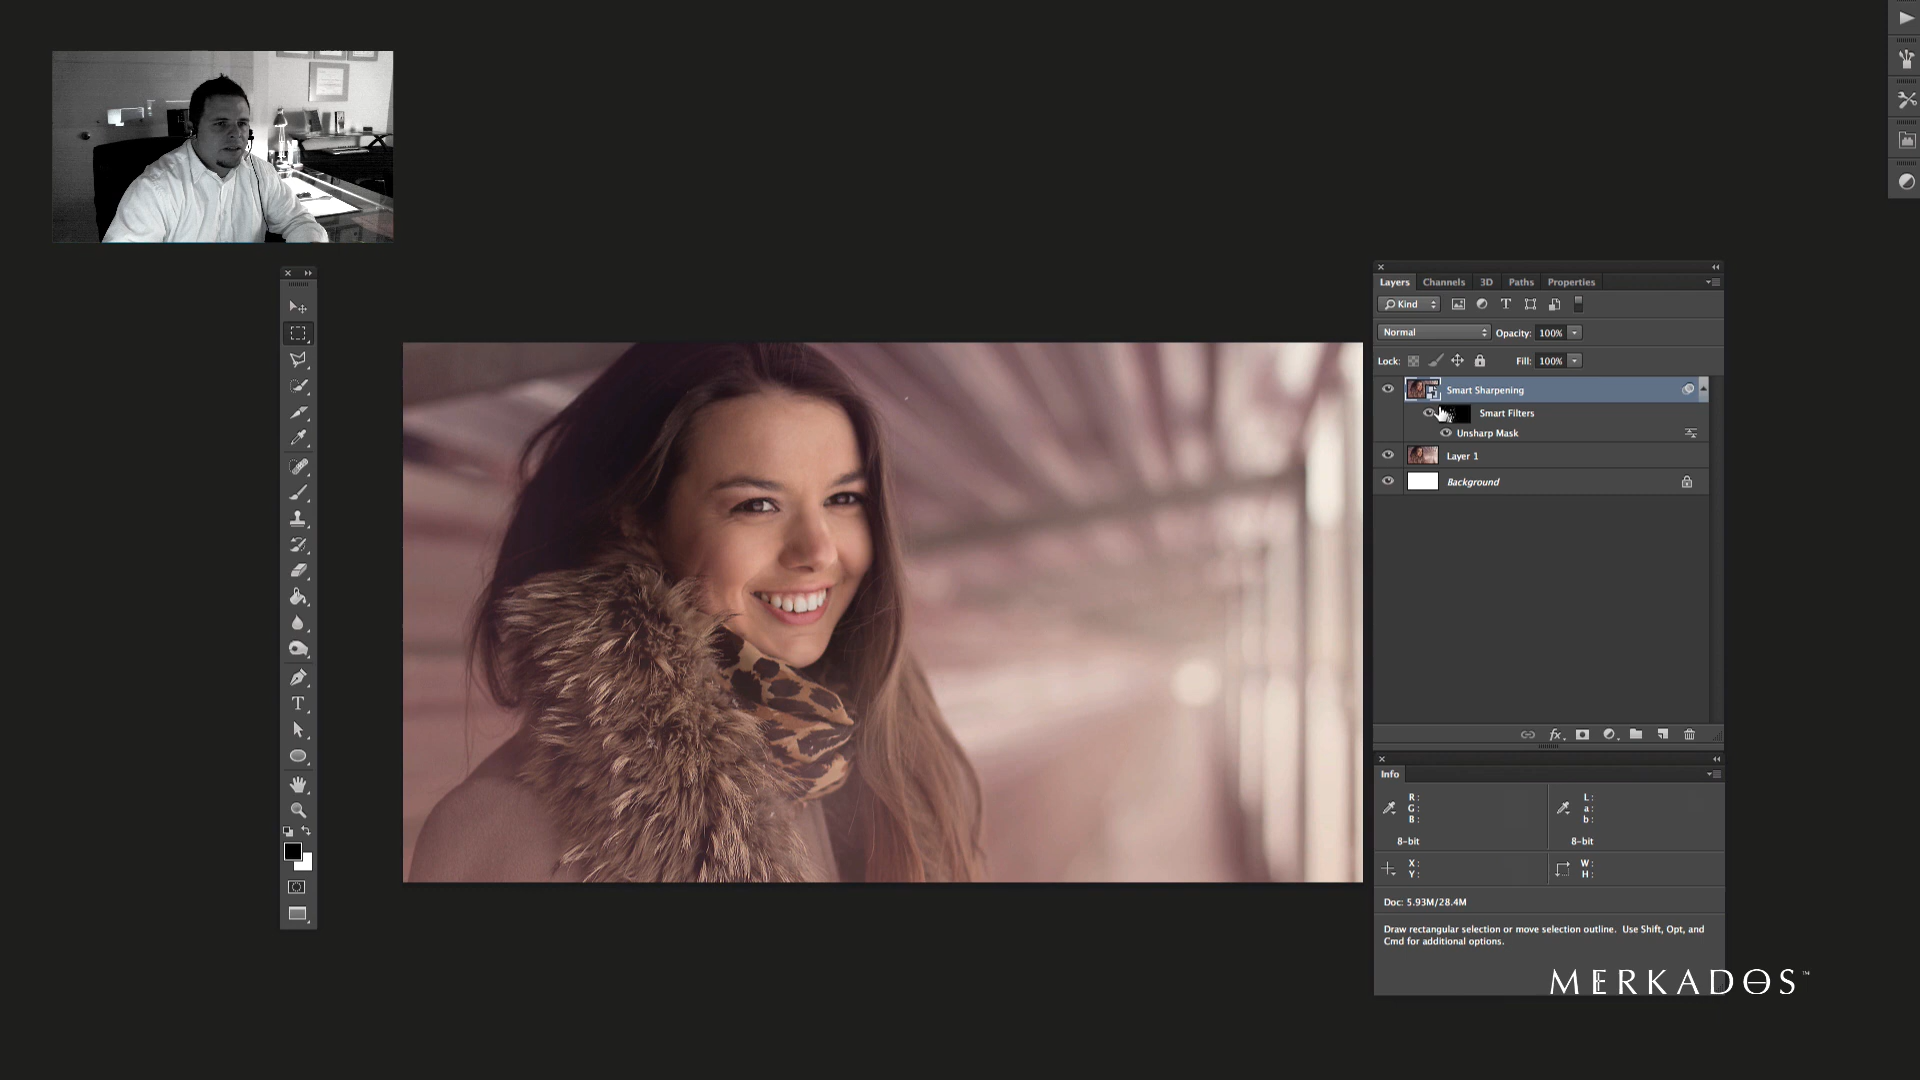 Layers Channels 3D Paths Properties
Kind
Normal Opacity: 100%
Lock: Fill: 100%
Smart Sharpening
Smart Filters
Unsharp Mask
Layer 1
Background
fx
Info
R: L:
G: a:
B: b:
8-bit 8-bit
X: W:
Y: H:
Doc: 5.93M/28.4M
Draw rectangular selection or move selection outline. Use Shift, Opt, and
Cmd for additional options.
MERKADOS™